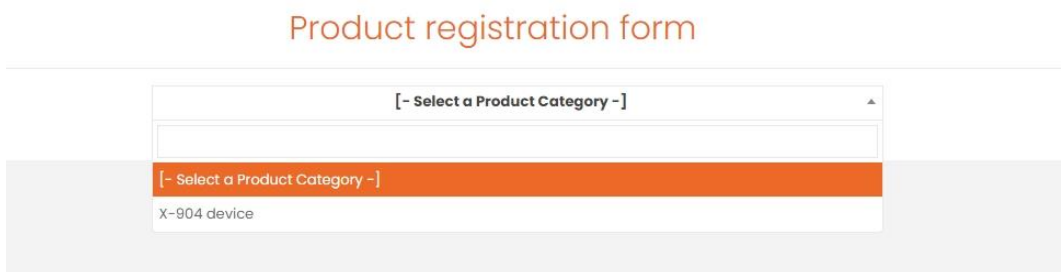 Product registration form
[- Select a Product Category -]
[- Select a Product Category -]
X-904 device